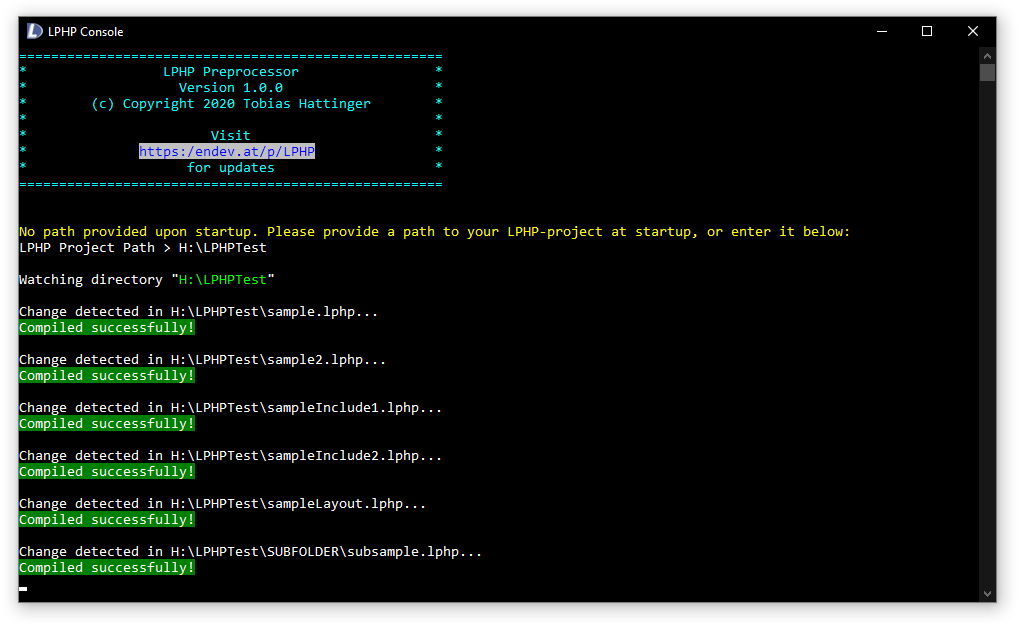 LPHP Console
=====================================================
* LPHP Preprocessor *
* Version 1.0.0 *
* (c) Copyright 2020 Tobias Hattinger *
* *
* Visit *
* https:/endev.at/p/LPHP *
* for updates *
=====================================================
No path provided upon startup. Please provide a path to your LPHP-project at startup, or enter it below:
LPHP Project Path > H:\LPHPTest
Watching directory "H:\LPHPTest"
Change detected in H:\LPHPTest\sample.lphp...
Compiled successfully!
Change detected in H:\LPHPTest\sample2.lphp...
Compiled successfully!
Change detected in H:\LPHPTest\sampleInclude1.lphp...
Compiled successfully!
Change detected in H:\LPHPTest\sampleInclude2.lphp...
Compiled successfully!
Change detected in H:\LPHPTest\sampleLayout.lphp...
Compiled successfully!
Change detected in H:\LPHPTest\SUBFOLDER\subsample.lphp...
Compiled successfully!